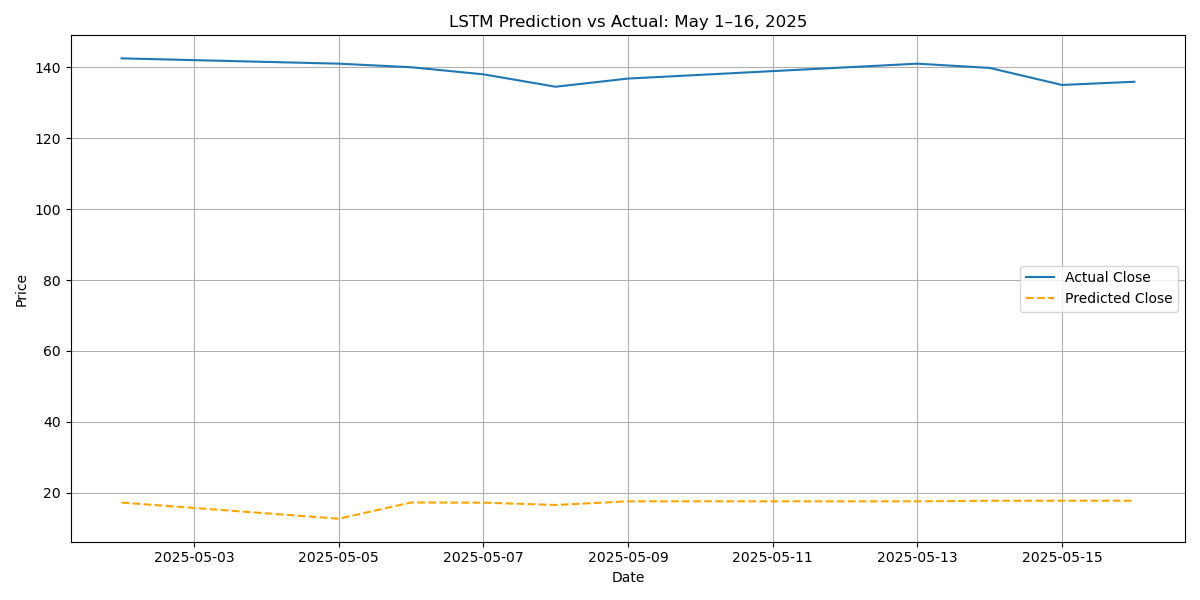 LSTM Prediction vs Actual: May 1–16, 2025
140
120
100
80
60
40
20
Price
Actual Close
Predicted Close
2025-05-03
2025-05-05
2025-05-07
2025-05-09
2025-05-11
2025-05-13
2025-05-15
Date